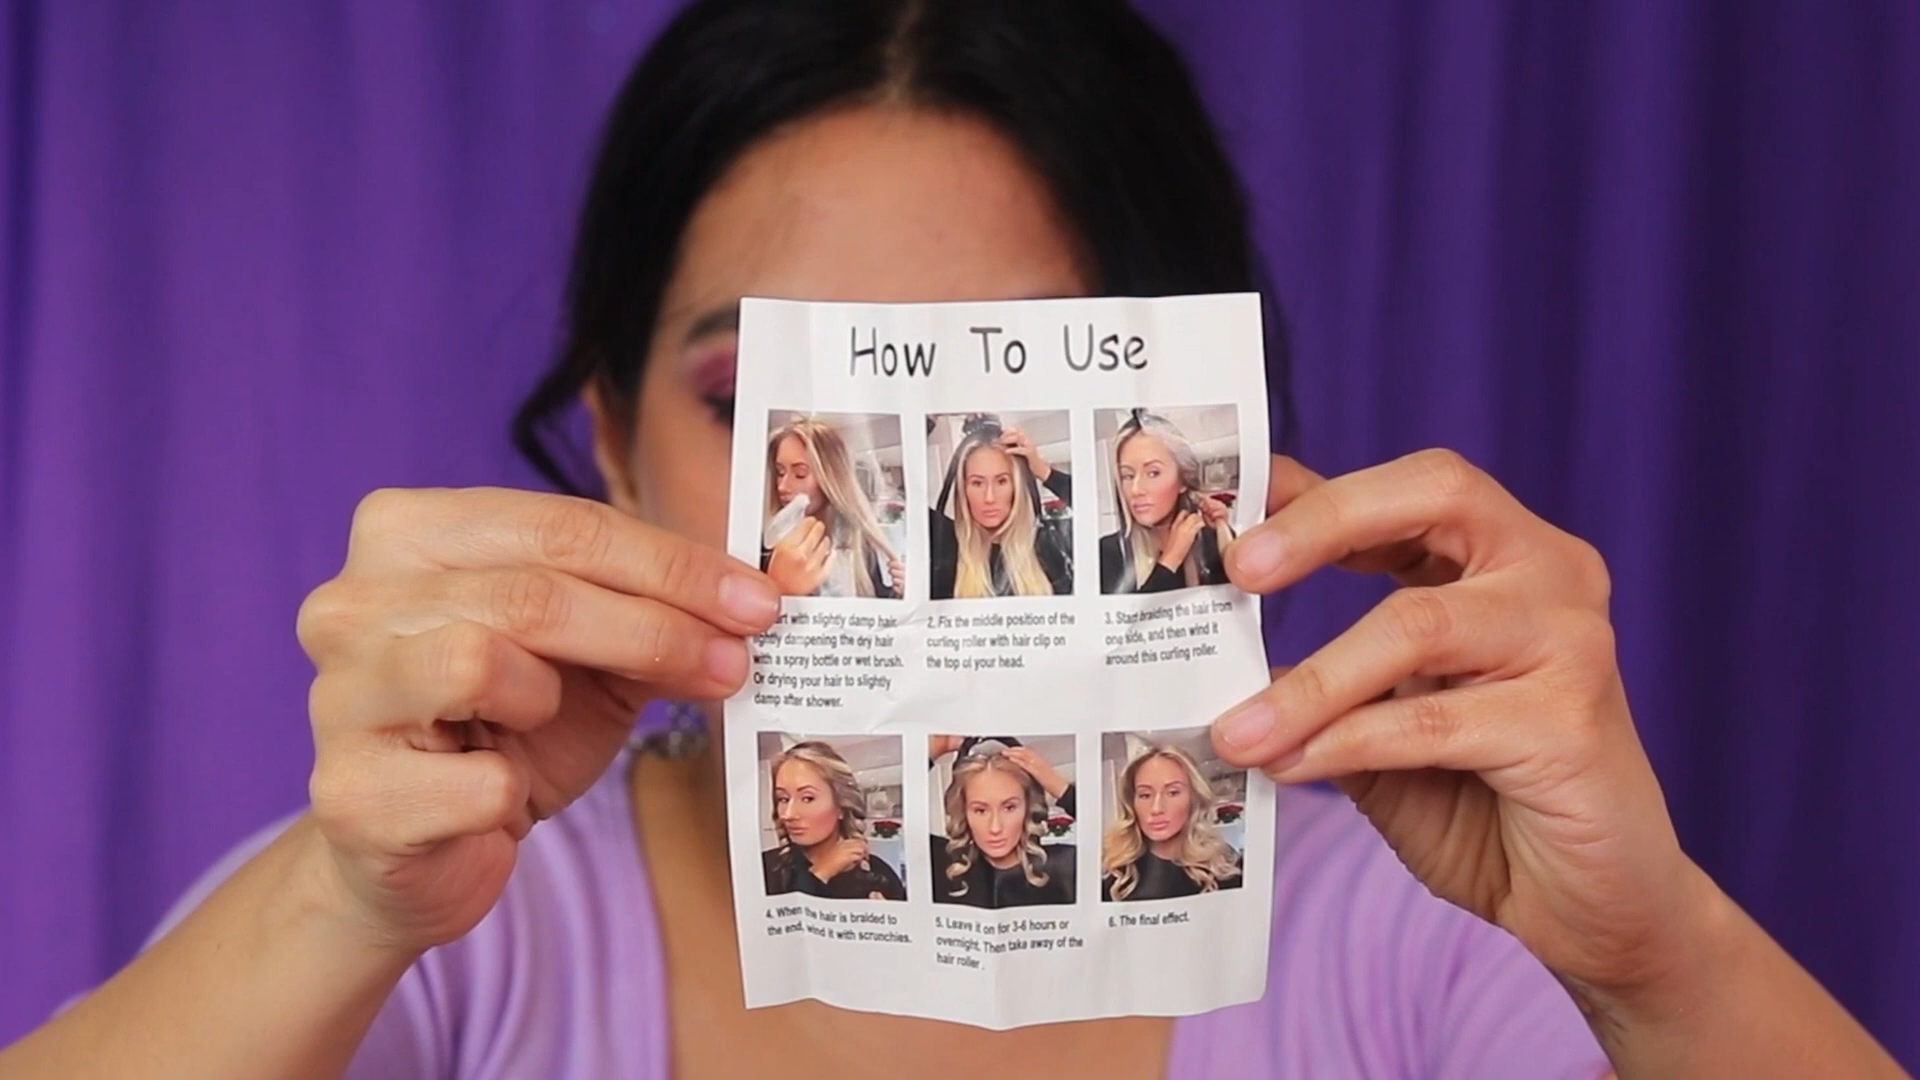 How To Use
art with slightly damp hair.
lightly dampening the dry hair
with a spray bottle or wet brush.
Or drying your hair to slightly
damp after shower.
2. Fix the middle position of the
curling roller with hair clip on
the top of your head.
3. Start braiding the hair from
one side, and then wind it
around this curling roller.
4. When the hair is braided to
the end, wind it with scrunchies.
5. Leave it on for 3-6 hours or
overnight. Then take away of the
hair roller .
6. The final effect.